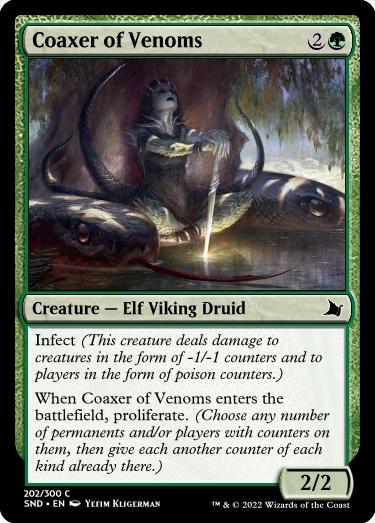 Coaxer of Venoms 2
Creature — Elf Viking Druid
Infect (This creature deals damage to
creatures in the form of -1/-1 counters and to
players in the form of poison counters.)
When Coaxer of Venoms enters the
battlefield, proliferate. (Choose any number
of permanents and/or players with counters on
them, then give each another counter of each
kind already there.)
2/2
202/300 C
SND • EN Yefim Kligerman
™ & © 2022 Wizards of the Coast